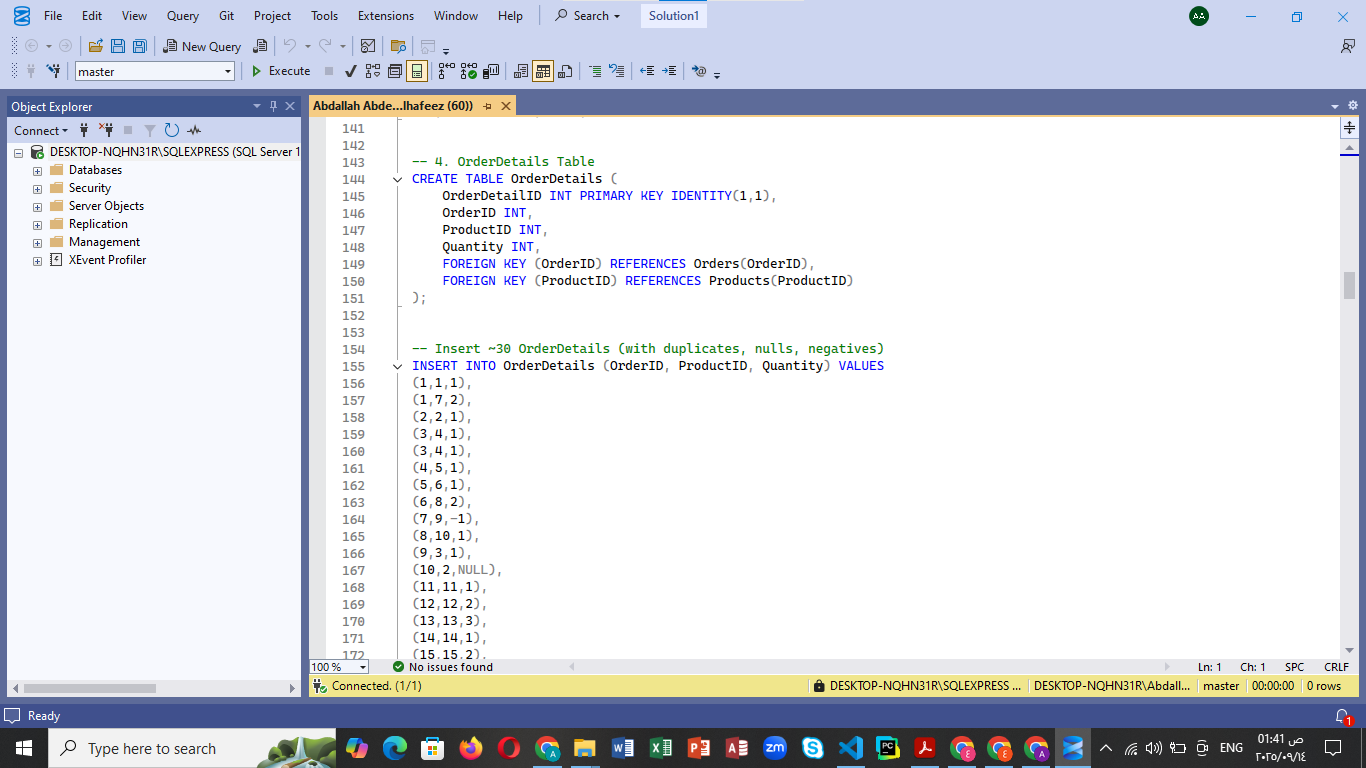 File Edit View Query Git Project Tools Extensions Window Help Search Solution1 AA
New Query
master Execute
Object Explorer
Connect
DESKTOP-NQHN31R\SQLEXPRESS (SQL Server 1
Databases
Security
Server Objects
Replication
Management
XEvent Profiler
Abdallah Abde...lhafeez (60))
141
142
143 -- 4. OrderDetails Table
144 CREATE TABLE OrderDetails (
145 OrderDetailID INT PRIMARY KEY IDENTITY(1,1),
146 OrderID INT,
147 ProductID INT,
148 Quantity INT,
149 FOREIGN KEY (OrderID) REFERENCES Orders(OrderID),
150 FOREIGN KEY (ProductID) REFERENCES Products(ProductID)
151 );
152
153
154 -- Insert ~30 OrderDetails (with duplicates, nulls, negatives)
155 INSERT INTO OrderDetails (OrderID, ProductID, Quantity) VALUES
156 (1,1,1),
157 (1,7,2),
158 (2,2,1),
159 (3,4,1),
160 (3,4,1),
161 (4,5,1),
162 (5,6,1),
163 (6,8,2),
164 (7,9,-1),
165 (8,10,1),
166 (9,3,1),
167 (10,2,NULL),
168 (11,11,1),
169 (12,12,2),
170 (13,13,3),
171 (14,14,1),
172 (15,15,2),
100 % No issues found Ln: 1 Ch: 1 SPC CRLF
Connected. (1/1) DESKTOP-NQHN31R\SQLEXPRESS ... DESKTOP-NQHN31R\Abdall... master 00:00:00 0 rows
Ready 1
Type here to search ENG 01:41 ص
٢٠٢٥/٠٩/١٤